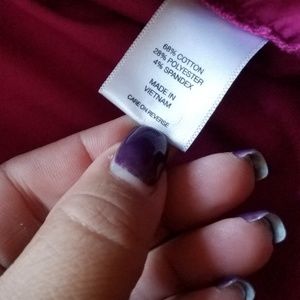 68% COTTON
28% POLYESTER
4% SPANDEX
MADE IN
VIETNAM
CARE ON REVERSE